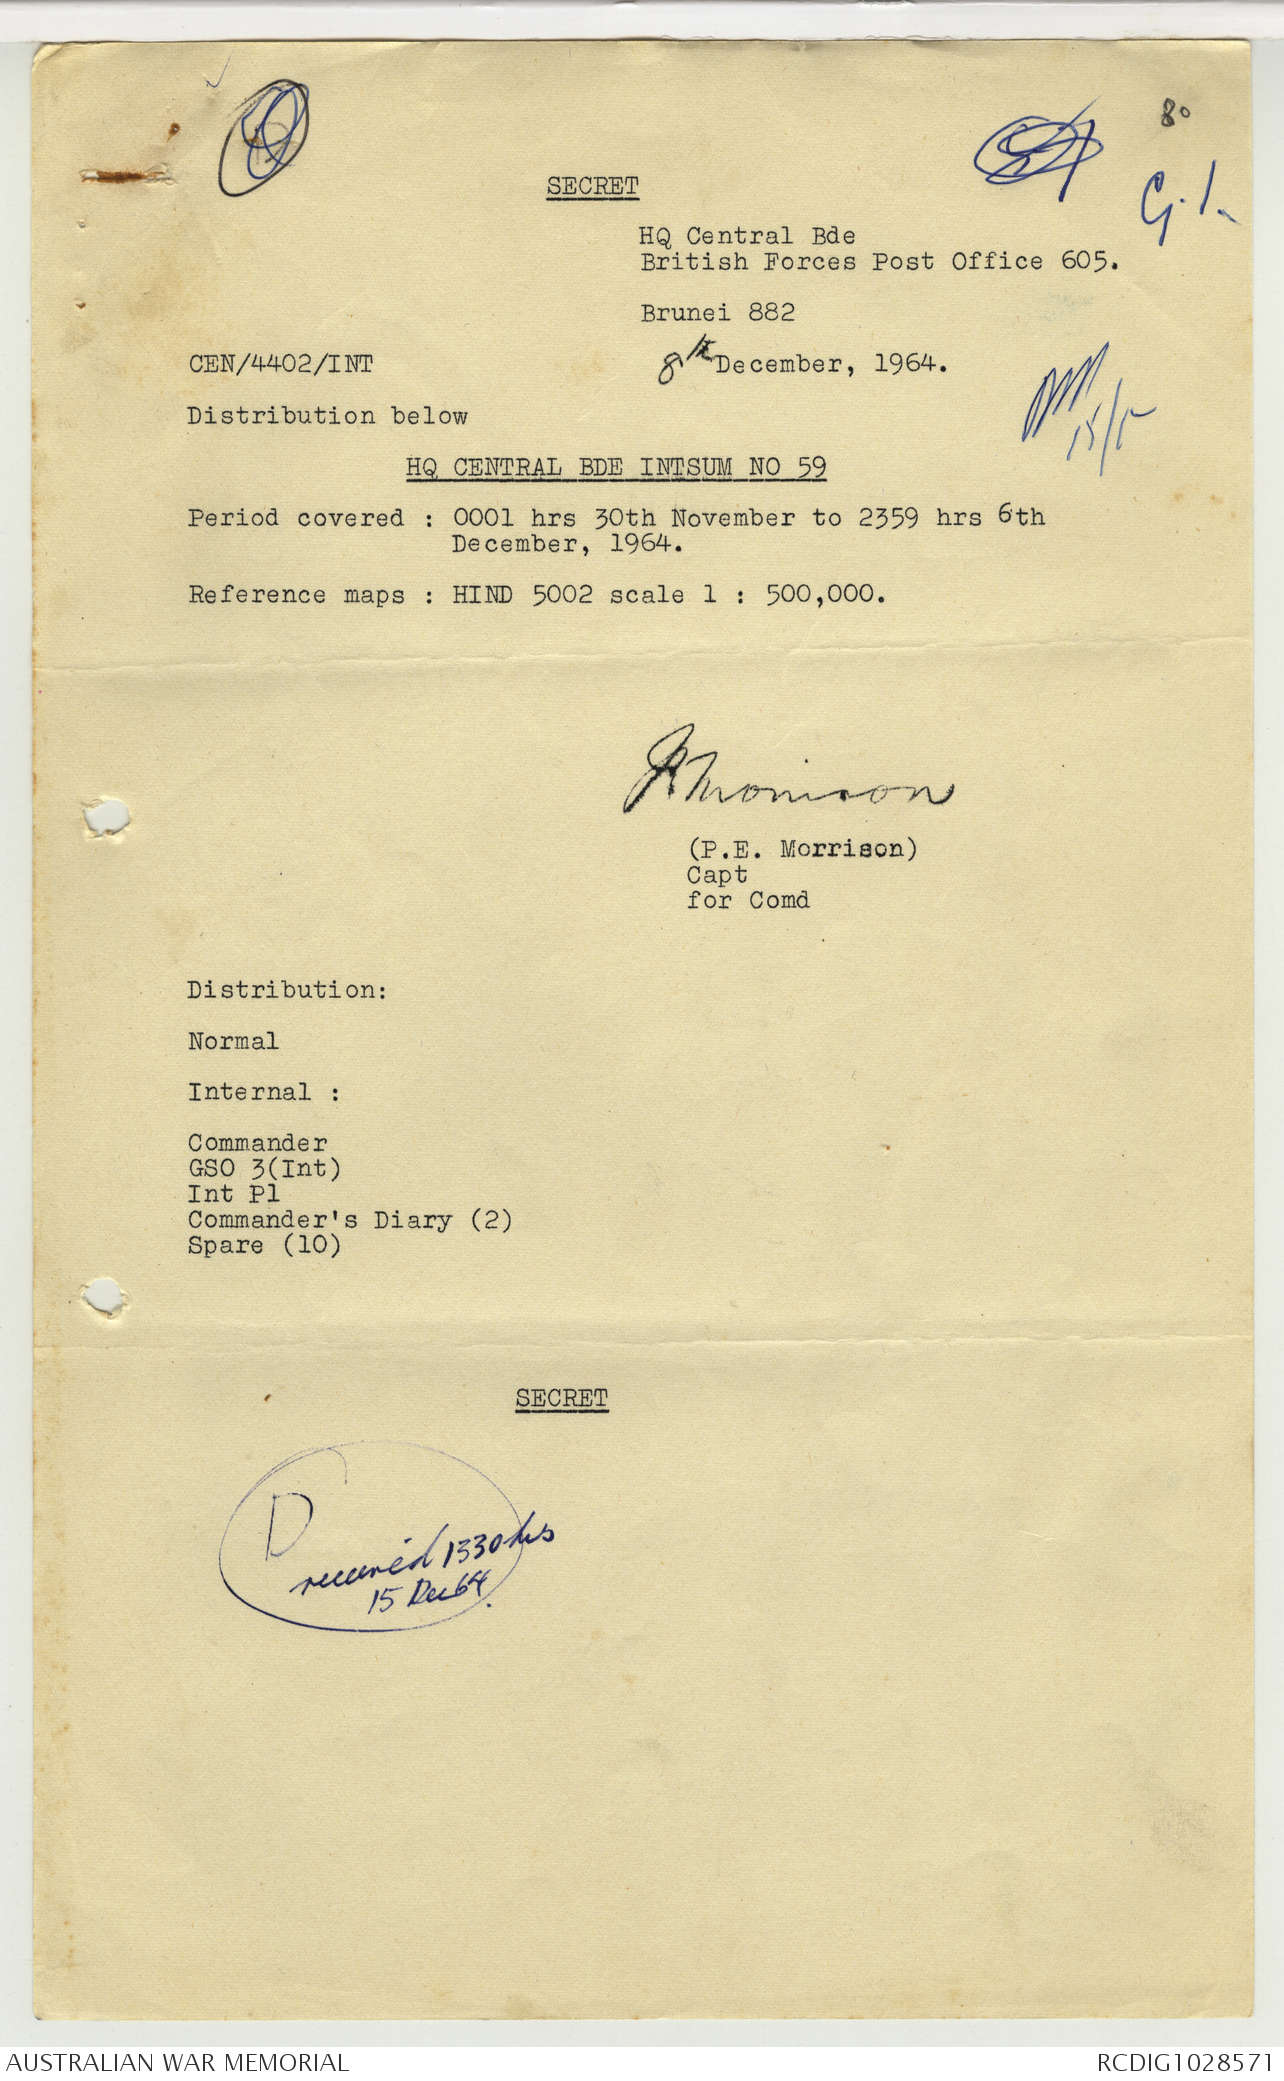 80
G.1.
SECRET
HQ Central Bde
British Forces Post Office 605.
Brunei 882
CEN/4402/INT
8th December, 1964.
Distribution below
HQ CENTRAL BDE INTSUM NO 59
Period covered : 0001 hrs 30th November to 2359 hrs 6th
December, 1964.
Reference maps : HIND 5002 scale 1 : 500,000.
(P.E. Morrison)
Capt
for Comd
Distribution:
Normal
Internal :
Commander
GSO 3(Int)
Int Pl
Commander's Diary (2)
Spare (10)
SECRET
D
received 1330 hrs
15 Dec 64.
AUSTRALIAN WAR MEMORIAL
RCDIG1028571